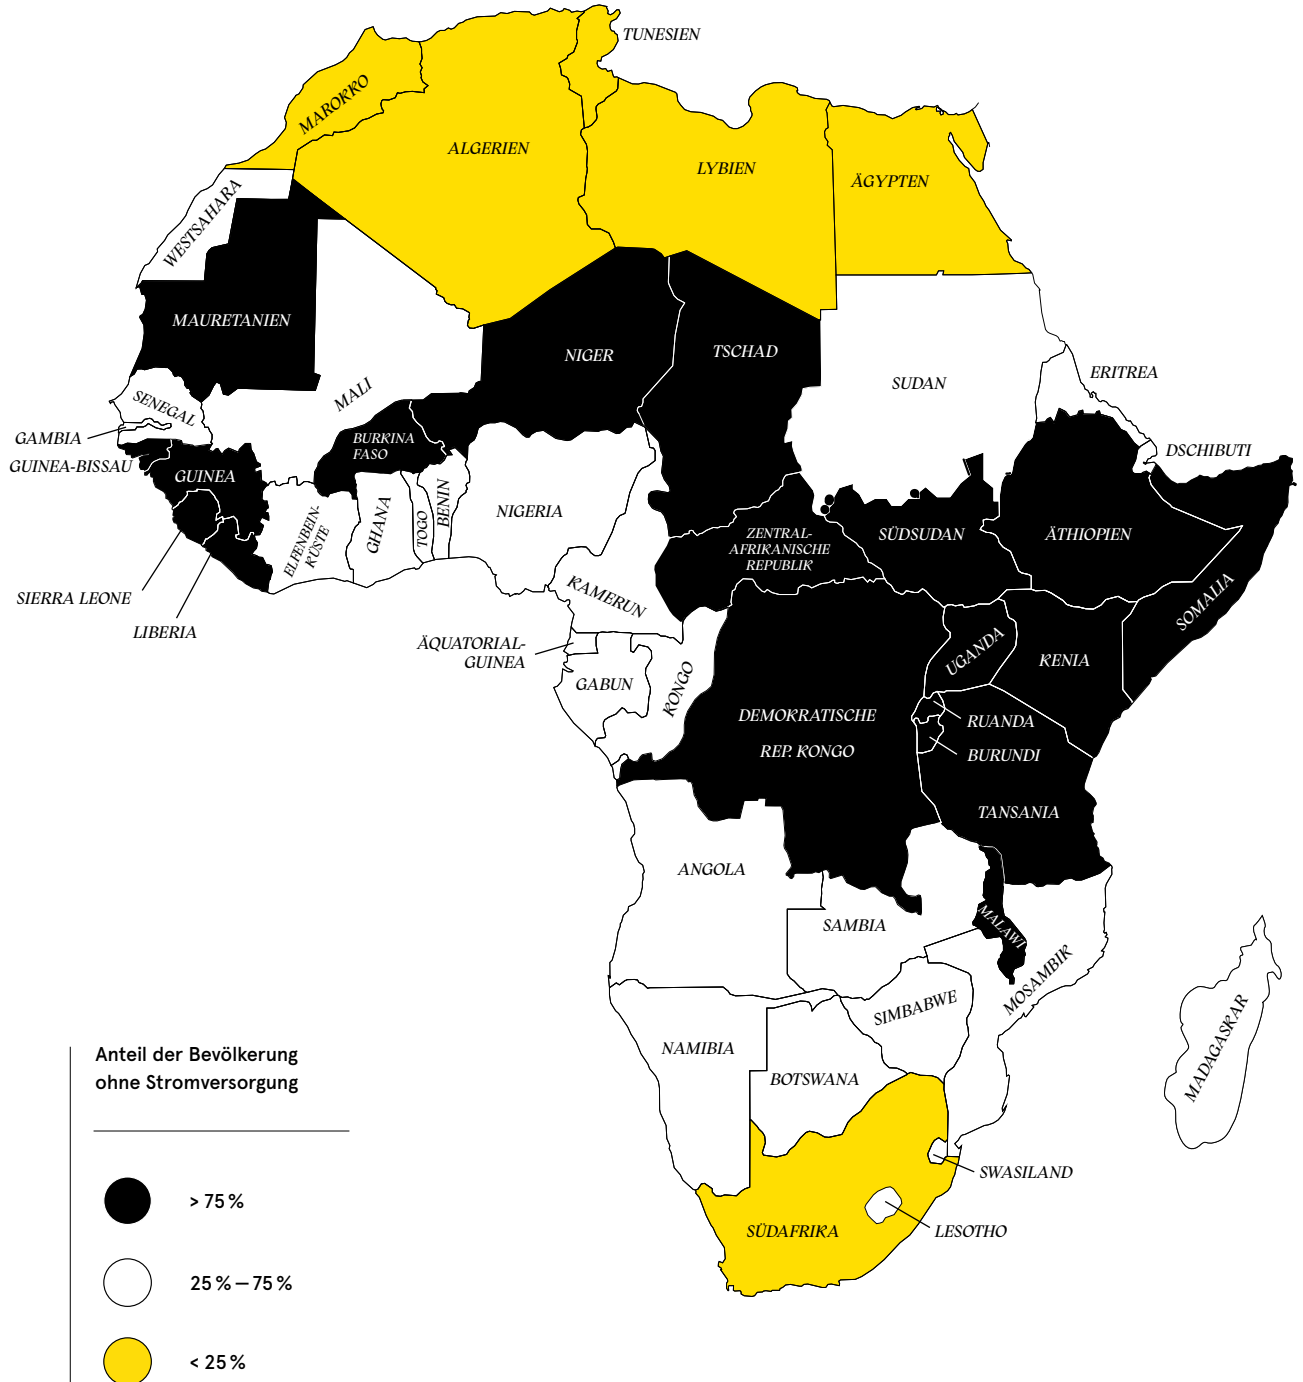 TUNESIEN
MAROKKO
ALGERIEN
LYBIEN
ÄGYPTEN
WESTSAHARA
MAURETANIEN
NIGER
TSCHAD
MALI
SUDAN
ERITREA
SENEGAL
GAMBIA
BURKINA
FASO
DSCHIBUTI
GUINEA-BISSAU
GUINEA
BENIN
NIGERIA
ELFENBEIN-
KÜSTE
GHANA
TOGO
ZENTRAL-
AFRIKANISCHE
REPUBLIK
SÜDSUDAN
ÄTHIOPIEN
SIERRA LEONE
KAMERUN
SOMALIA
LIBERIA
ÄQUATORIAL-
GUINEA
UGANDA
KENIA
GABUN
KONGO
DEMOKRATISCHE
REP. KONGO
RUANDA
BURUNDI
TANSANIA
ANGOLA
SAMBIA
MALAWI
MOSAMBIK
SIMBABWE
MADAGASKAR
NAMIBIA
BOTSWANA
SWASILAND
SÜDAFRIKA
LESOTHO
Anteil der Bevölkerung
ohne Stromversorgung
> 75 %
25 % – 75 %
< 25 %